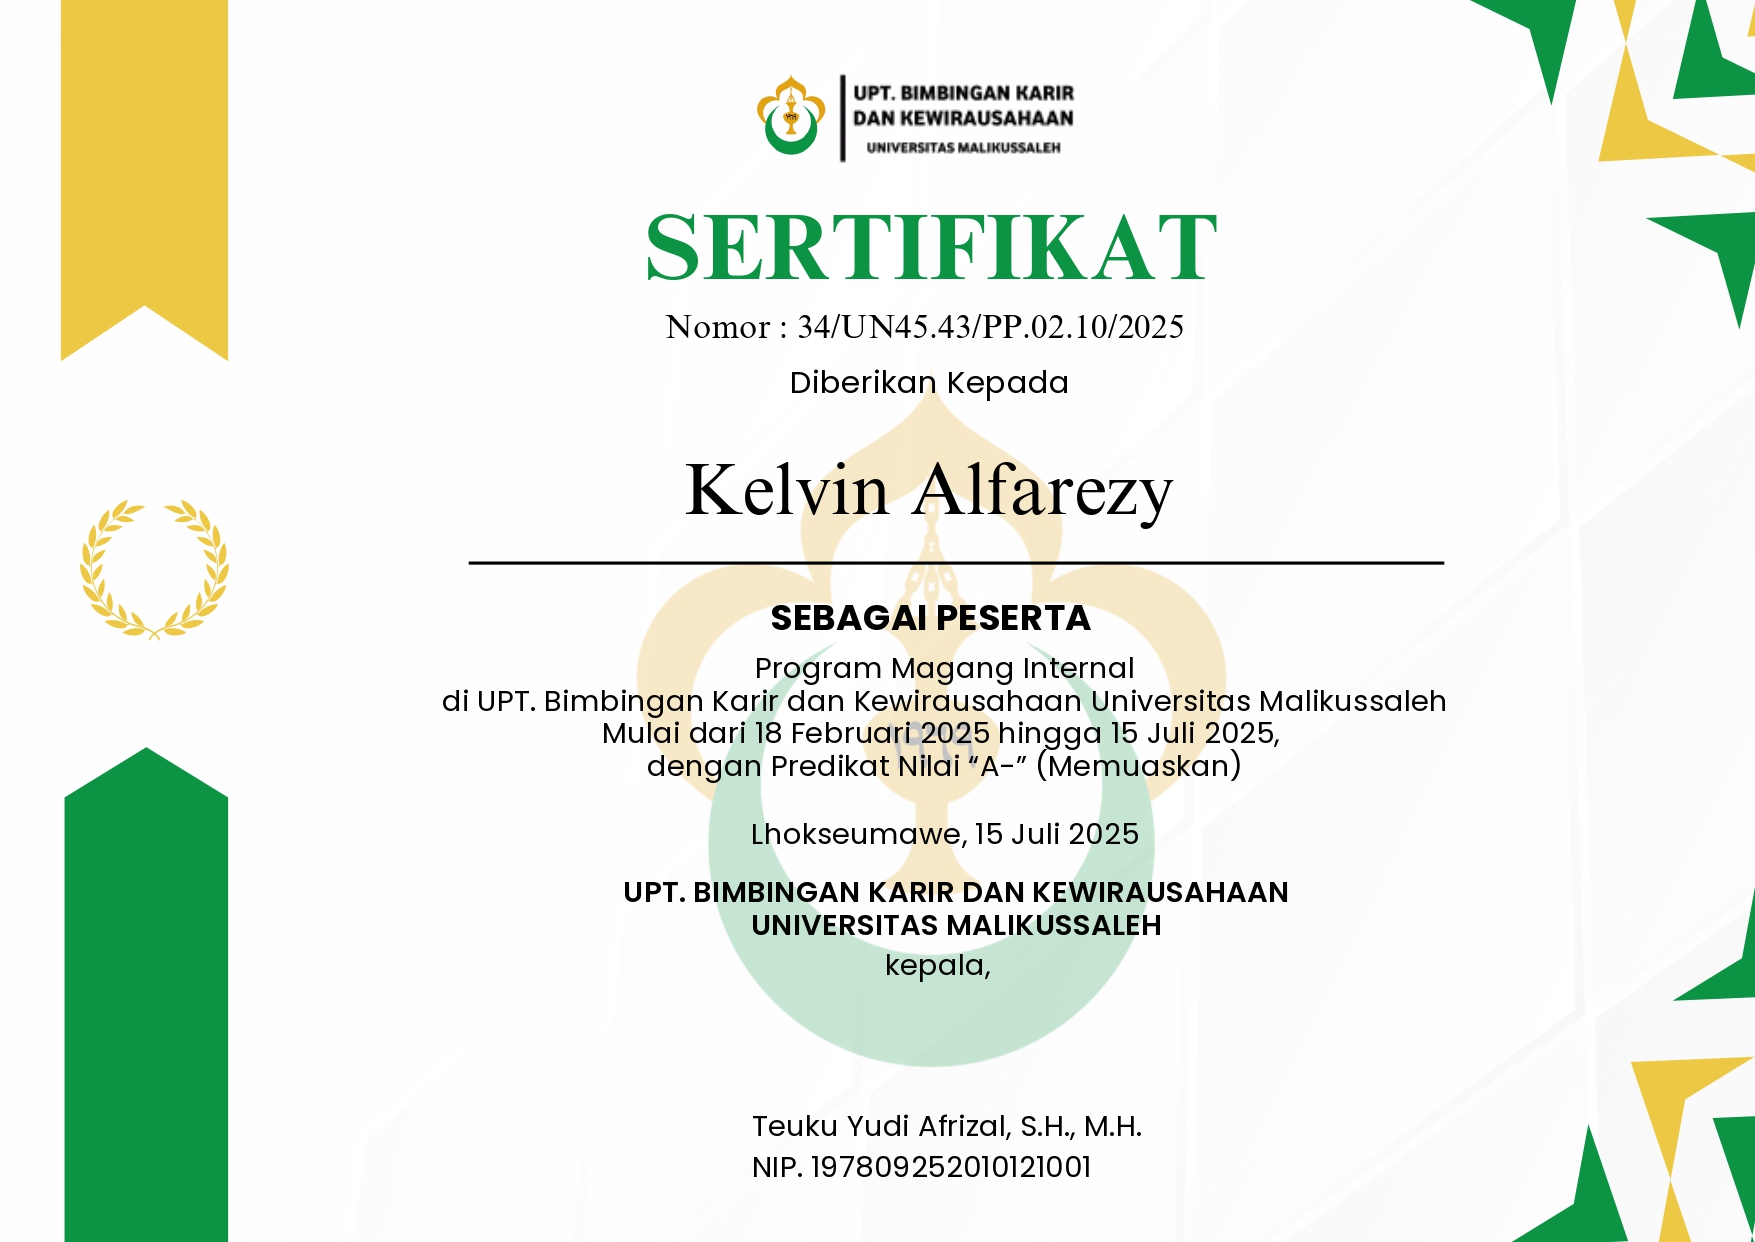 UPT. BIMBINGAN KARIR
DAN KEWIRAUSAHAAN
UNIVERSITAS MALIKUSSALEH
SERTIFIKAT
Nomor : 34/UN45.43/PP.02.10/2025
Diberikan Kepada
Kelvin Alfarezy
SEBAGAI PESERTA
Program Magang Internal
di UPT. Bimbingan Karir dan Kewirausahaan Universitas Malikussaleh
Mulai dari 18 Februari 2025 hingga 15 Juli 2025,
dengan Predikat Nilai “A-” (Memuaskan)
Lhokseumawe, 15 Juli 2025
UPT. BIMBINGAN KARIR DAN KEWIRAUSAHAAN
UNIVERSITAS MALIKUSSALEH
kepala,
Teuku Yudi Afrizal, S.H., M.H.
NIP. 197809252010121001